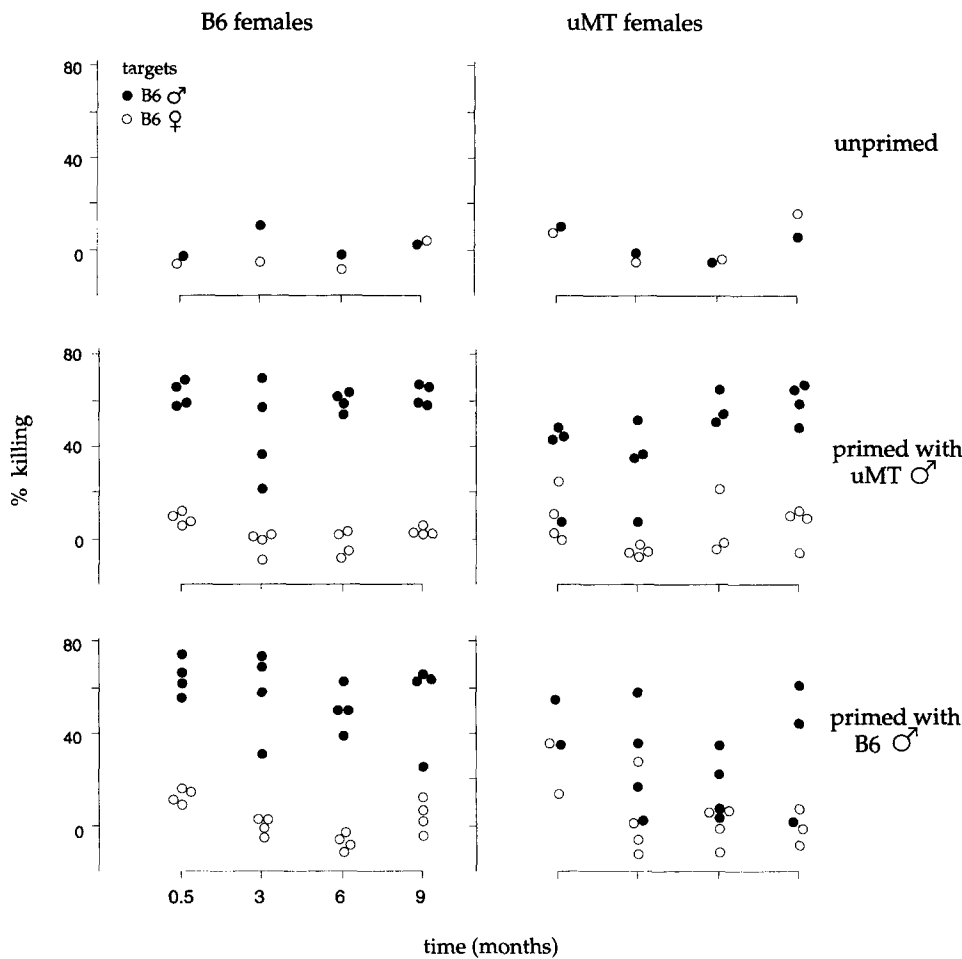 B6 females
uMT females
targets
● B6 ♂
○ B6 ♀
80
40
0
unprimed
80
40
0
primed with
uMT ♂
% killing
80
40
0
primed with
B6 ♂
0.5 3 6 9
time (months)